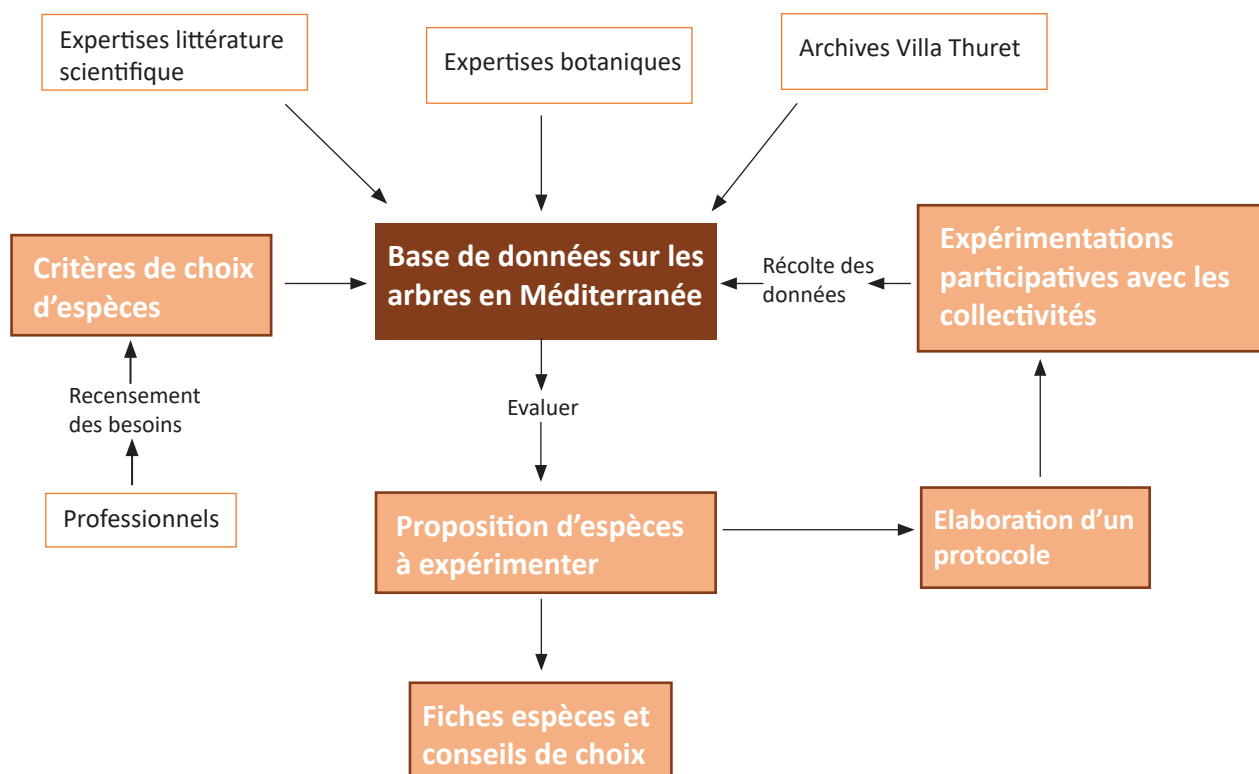 Expertises littérature
scientifique
Expertises botaniques
Archives Villa Thuret
Critères de choix
d’espèces
Base de données sur les
arbres en Méditerranée
Récolte des
données
Expérimentations
participatives avec les
collectivités
Recensement
des besoins
Evaluer
Professionnels
Proposition d’espèces
à expérimenter
Elaboration d’un
protocole
Fiches espèces et
conseils de choix